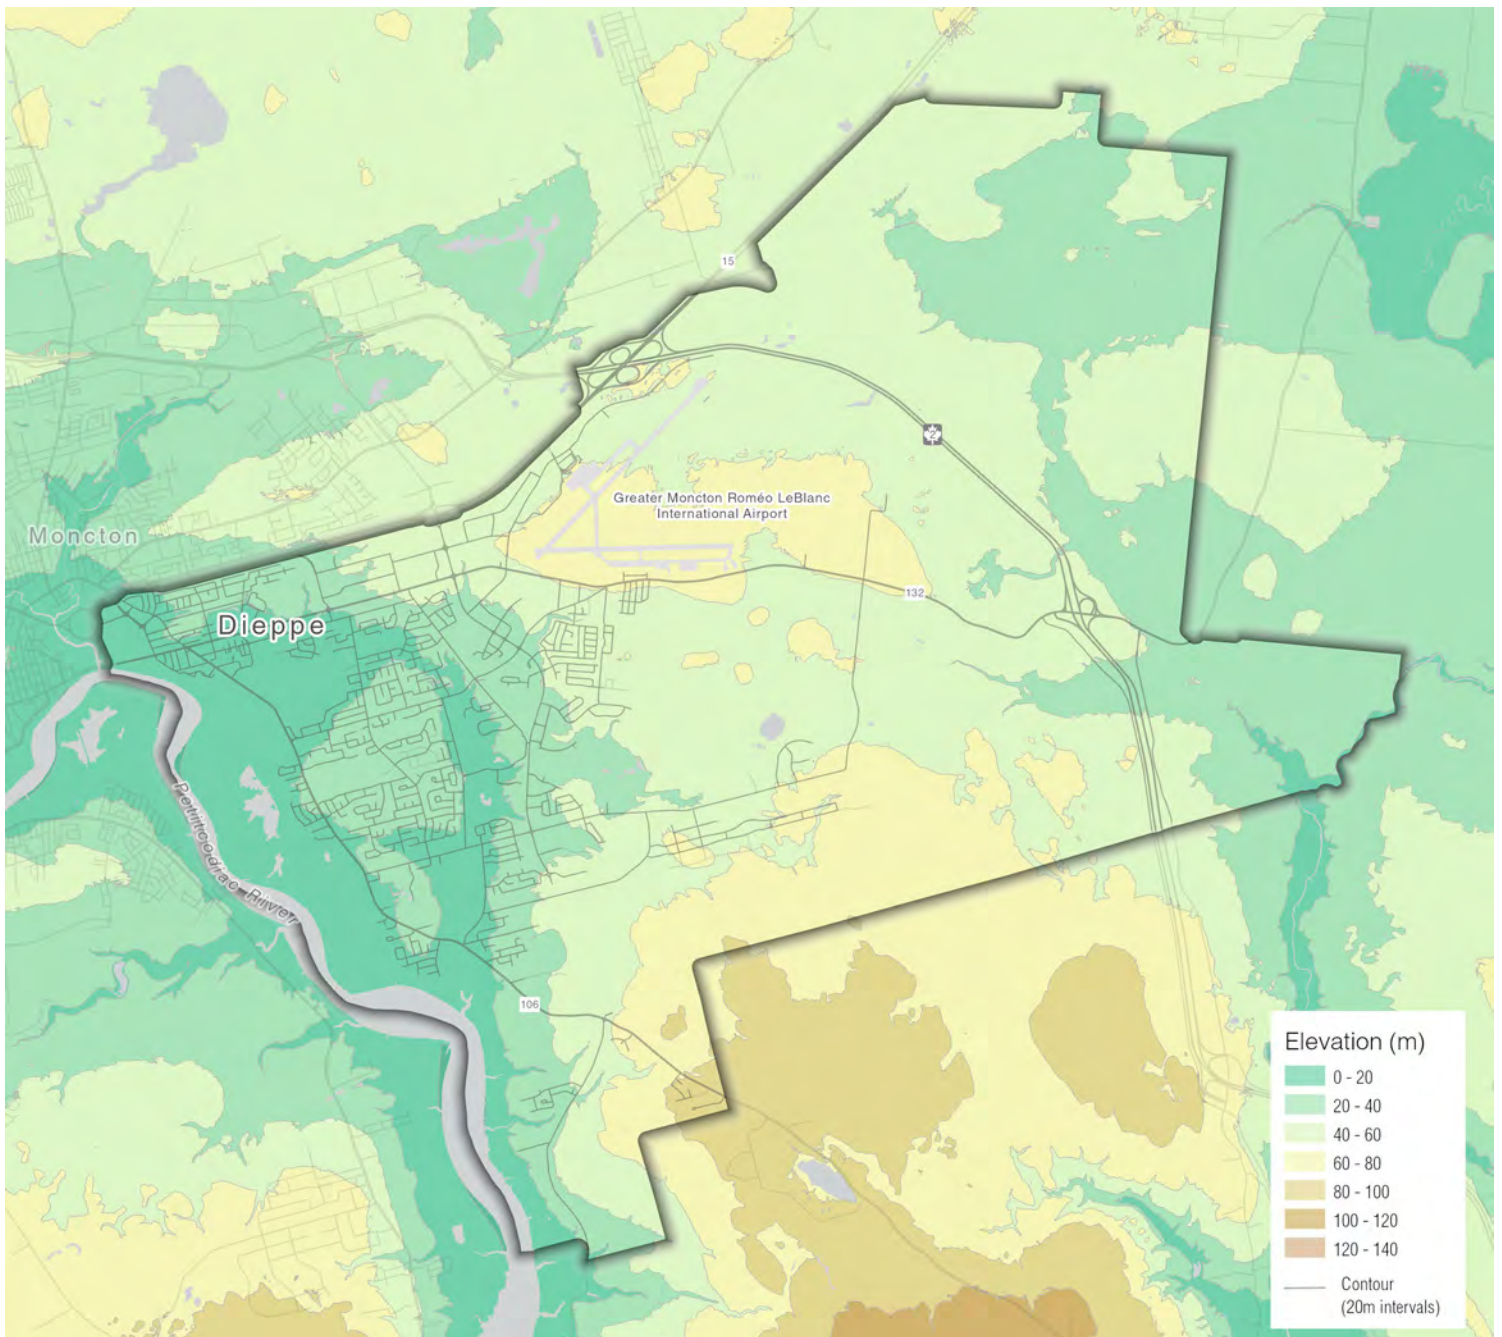 15
2
Greater Moncton Roméo LeBlanc
International Airport
Moncton
132
Dieppe
Petitcodiac River
106
Elevation (m)
0 - 20
20 - 40
40 - 60
60 - 80
80 - 100
100 - 120
120 - 140
Contour
(20m intervals)